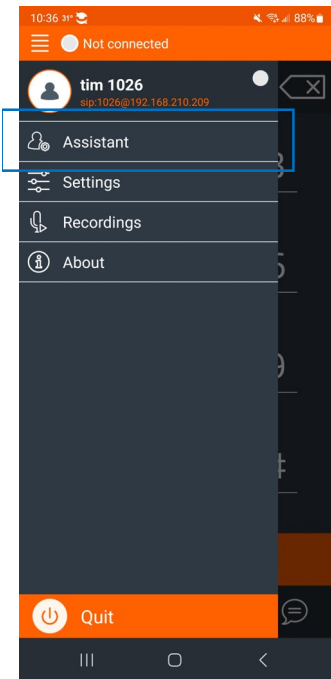 10:36 31° 88%
Not connected
tim 1026
sip:1026@192.168.210.209
Assistant
Settings
Recordings
About
Quit